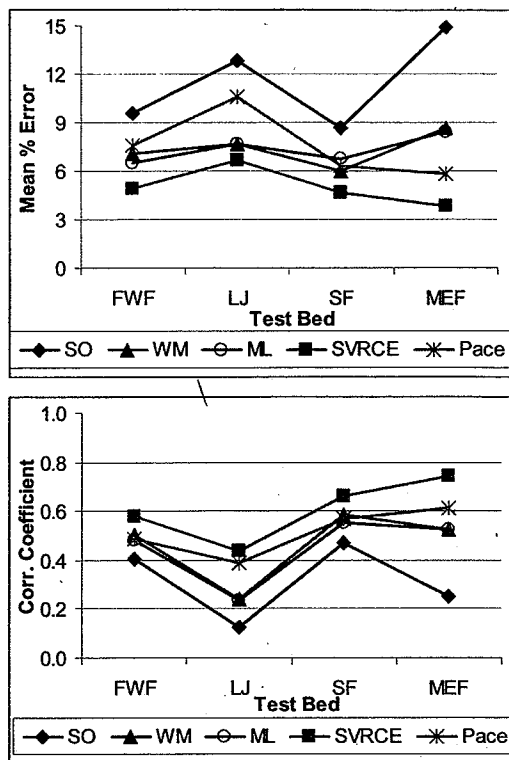 15
12
9
6
3
0
Mean % Error
FWF LJ SF MEF
Test Bed
SO WM ML SVRCE Pace
1.0
0.8
0.6
0.4
0.2
0.0
Corr. Coefficient
FWF LJ SF MEF
Test Bed
SO WM ML SVRCE Pace